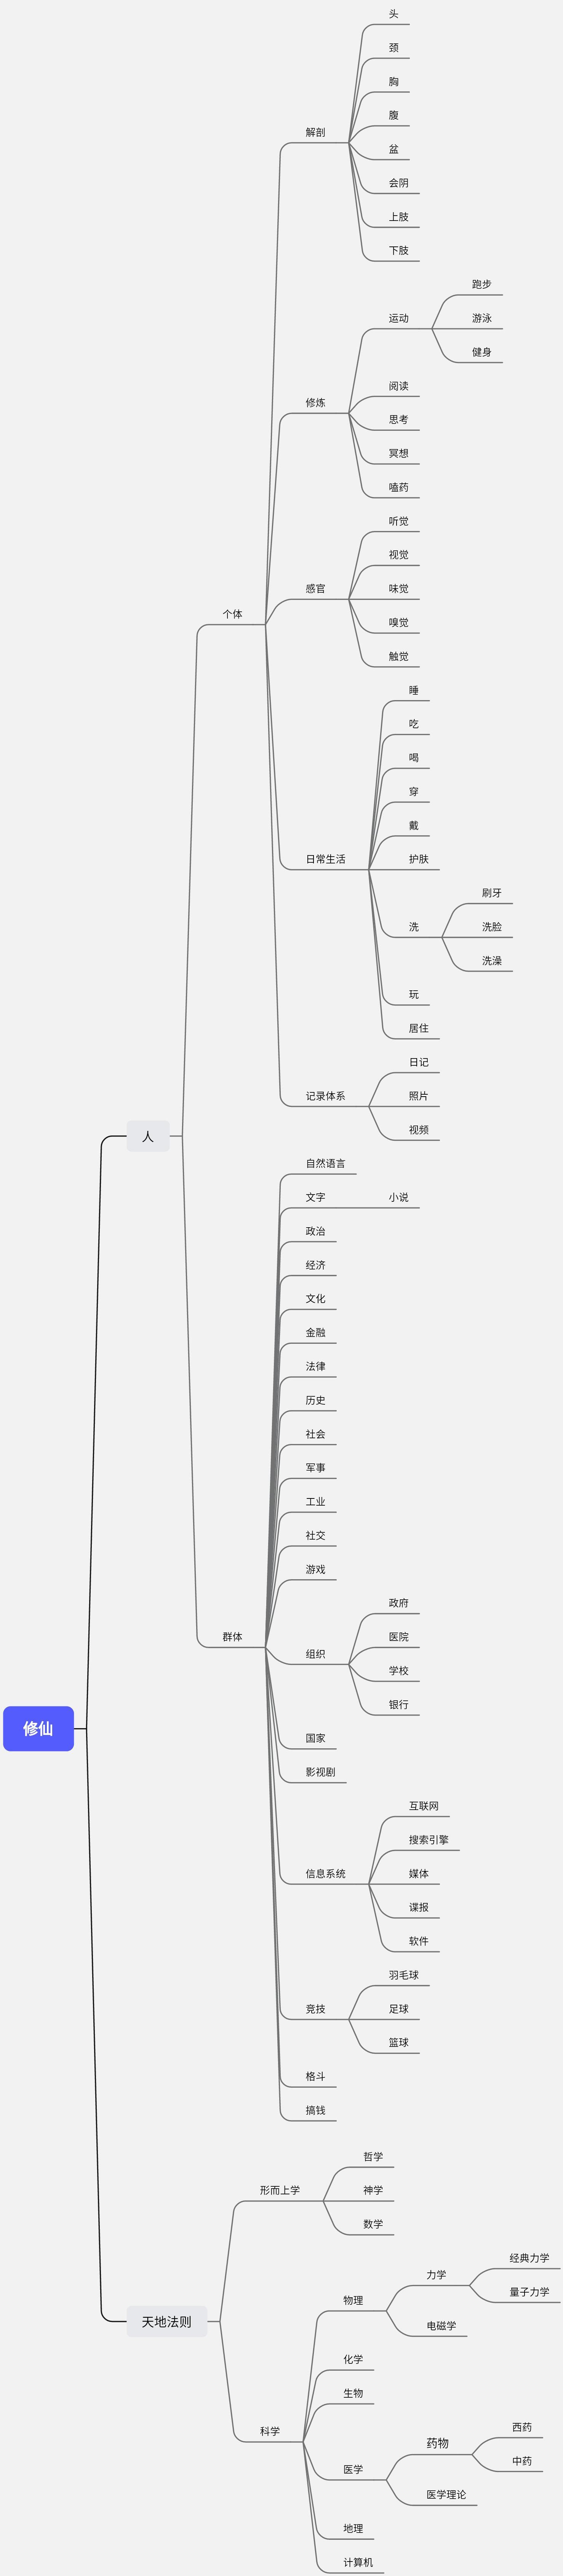 头
颈
胸
腹
解剖
盆
会阴
上肢
下肢
跑步
运动
游泳
健身
阅读
修炼
思考
冥想
嗑药
听觉
视觉
感官
味觉
嗅觉
个体
触觉
睡
吃
喝
穿
戴
日常生活
护肤
刷牙
洗
洗脸
洗澡
玩
居住
日记
记录体系
照片
视频
人
自然语言
文字
小说
政治
经济
文化
金融
法律
历史
社会
军事
工业
社交
游戏
政府
群体
医院
组织
学校
银行
修仙
国家
影视剧
互联网
搜索引擎
信息系统
媒体
谍报
软件
羽毛球
竞技
足球
篮球
格斗
搞钱
哲学
形而上学
神学
数学
经典力学
力学
量子力学
物理
天地法则
电磁学
化学
生物
西药
科学
药物
中药
医学
医学理论
地理
计算机